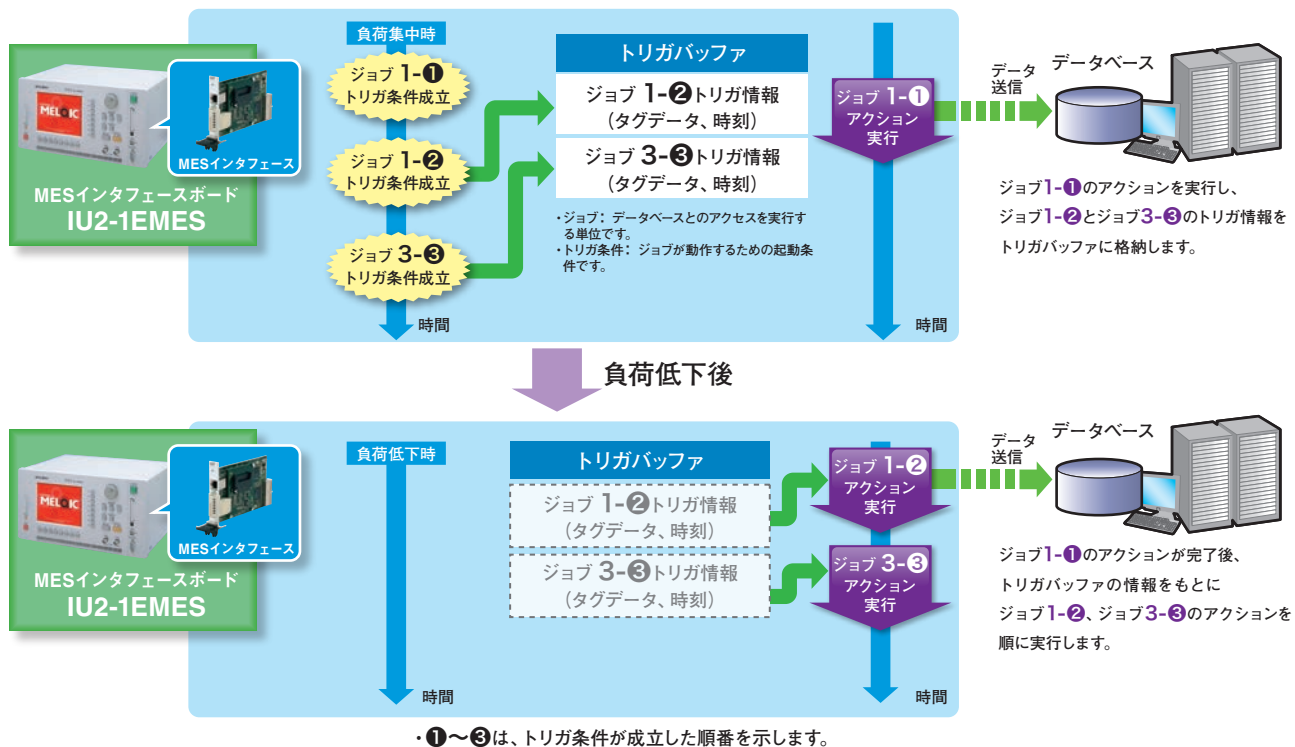 負荷集中時
ジョブ 1-❶
トリガ条件成立
ジョブ 1-❷
トリガ条件成立
ジョブ 3-❸
トリガ条件成立
時間
トリガバッファ
ジョブ 1-❷トリガ情報
(タグデータ、時刻)
ジョブ 3-❸トリガ情報
(タグデータ、時刻)
・ジョブ: データベースとのアクセスを実行す
る単位です。
・トリガ条件: ジョブが動作するための起動条
件です。
ジョブ 1-①
アクション
実行
時間
データ
送信
データベース
MELQIC
MESインタフェース
MESインタフェースボード
IU2-1EMES
ジョブ1-❶のアクションを実行し、
ジョブ1-❷とジョブ3-❸のトリガ情報を
トリガバッファに格納します。
負荷低下後
負荷低下時
時間
トリガバッファ
ジョブ 1-❷トリガ情報
(タグデータ、時刻)
ジョブ 3-❸トリガ情報
(タグデータ、時刻)
ジョブ 1-②
アクション
実行
ジョブ 3-③
アクション
実行
時間
データ
送信
データベース
MELQIC
MESインタフェース
MESインタフェースボード
IU2-1EMES
ジョブ1-❶のアクションが完了後、
トリガバッファの情報をもとに
ジョブ1-❷、ジョブ3-❸のアクションを
順に実行します。
・❶〜❸は、トリガ条件が成立した順番を示します。